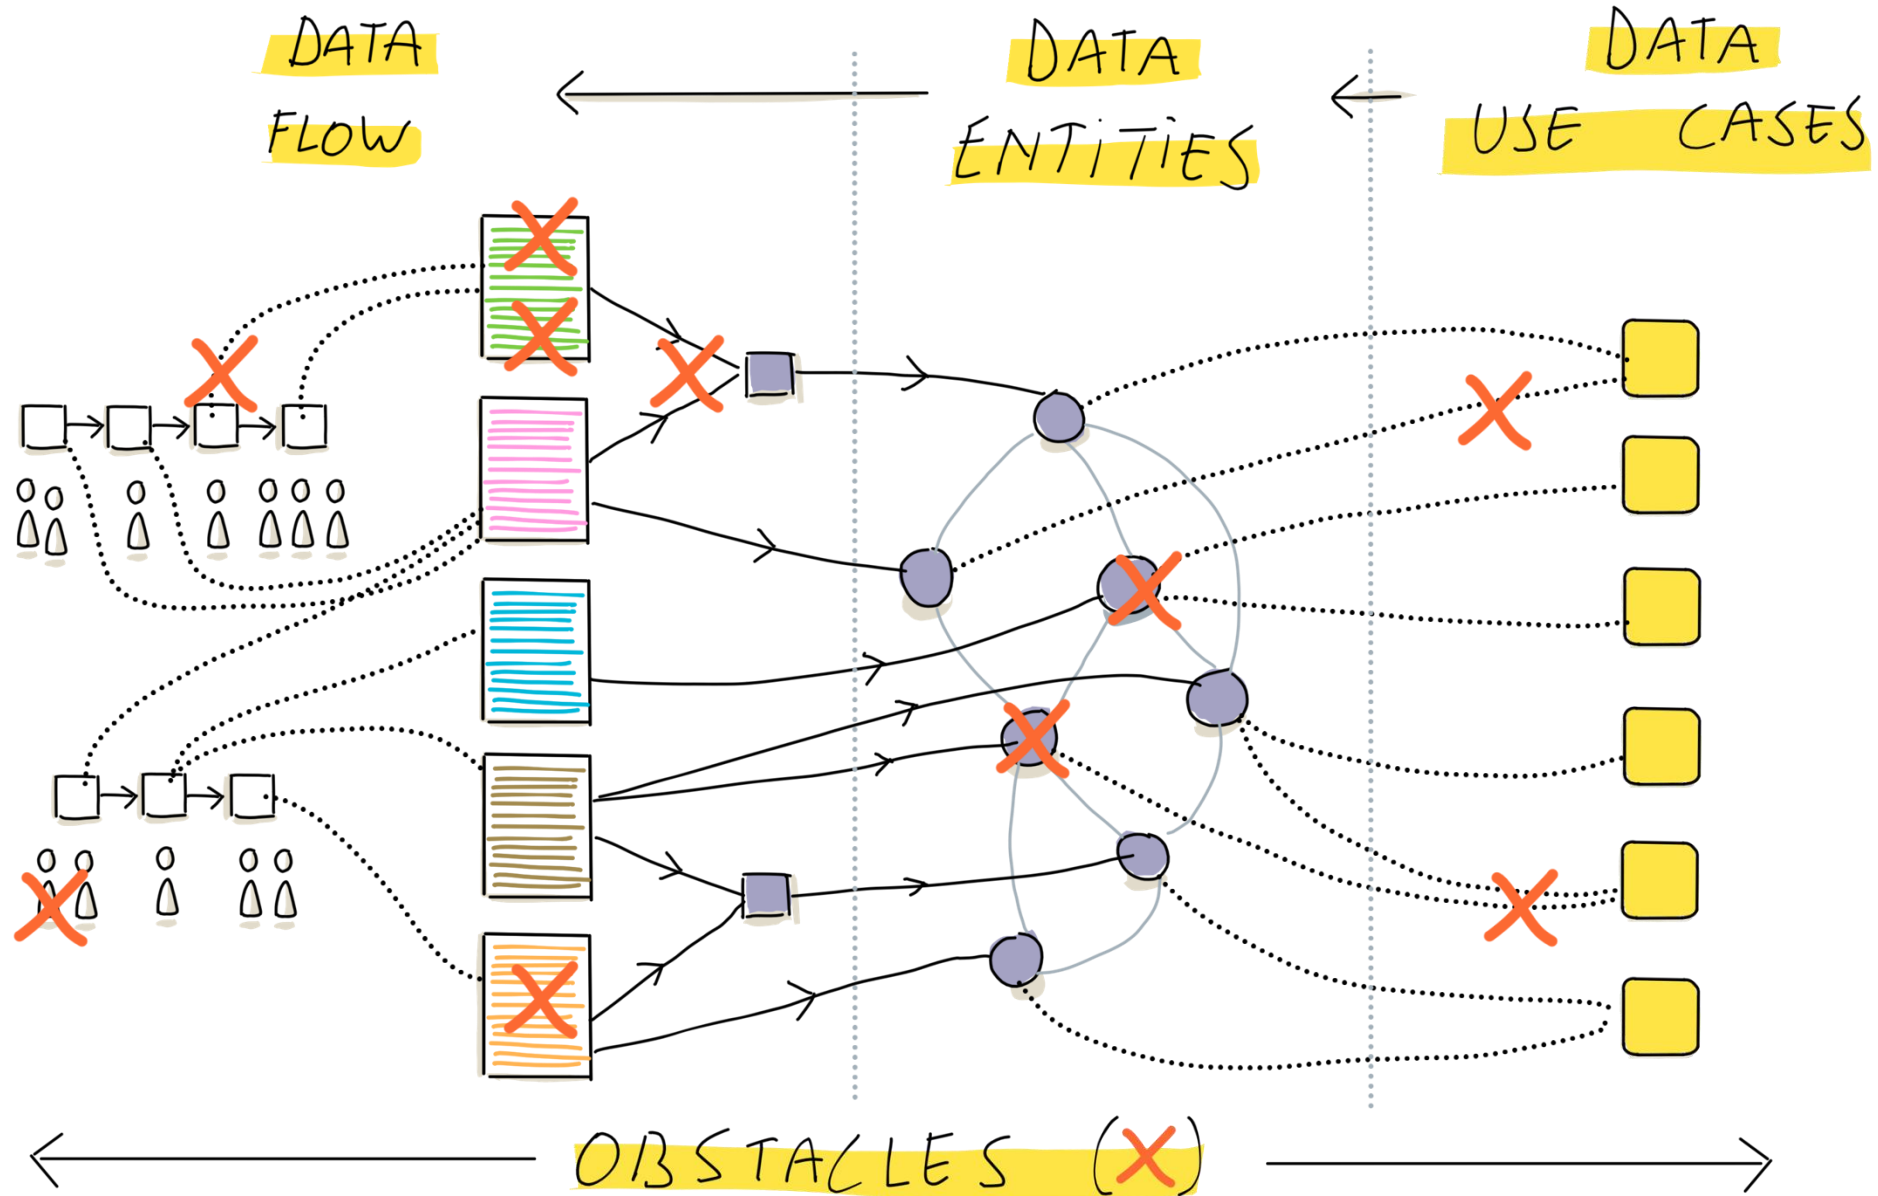 DATA
FLOW
DATA
ENTiTiES
DATA
USE CASES
OBSTACLES (X)